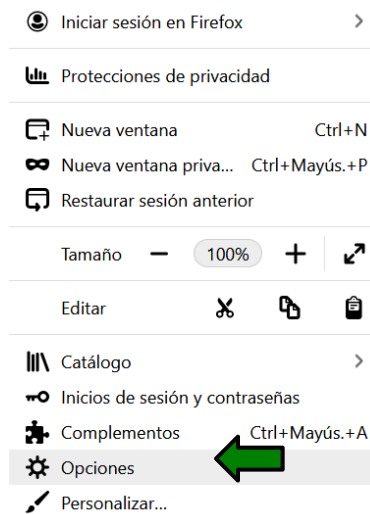 Iniciar sesión en Firefox
Protecciones de privacidad
Nueva ventana Ctrl+N
Nueva ventana priva... Ctrl+Mayús.+P
Restaurar sesión anterior
Tamaño 100%
Editar
Catálogo
Inicios de sesión y contraseñas
Complementos Ctrl+Mayús.+A
Opciones
Personalizar...